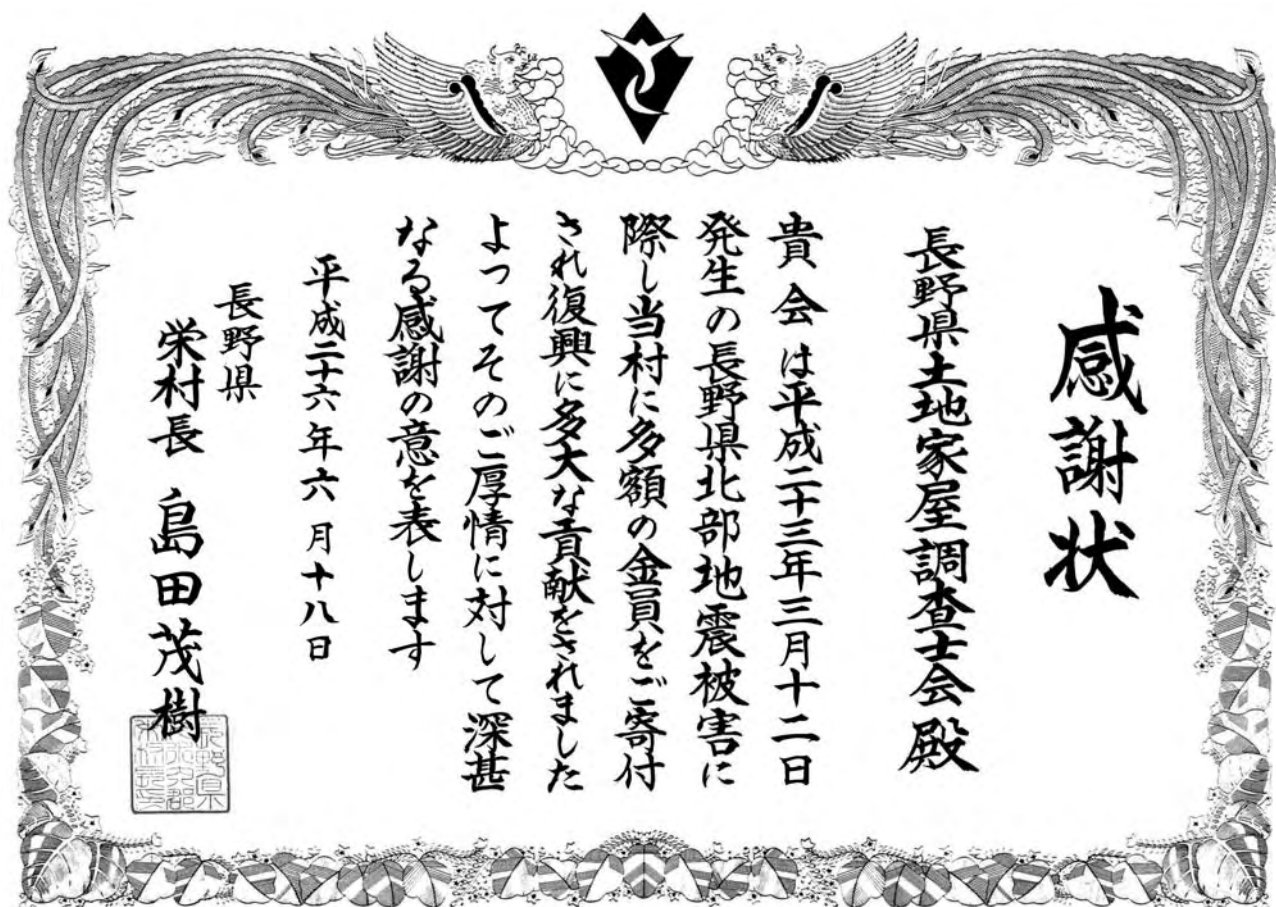 感謝状
長野県土地家屋調査士会殿
貴会は平成二十三年三月十二日
発生の長野県北部地震被害に
際し当村に多額の金員をご寄付
され復興に多大な貢献をされました
よってそのご厚情に対して深甚
なる感謝の意を表します
平成二十六年六月十八日
長野県
栄村長 島田茂樹